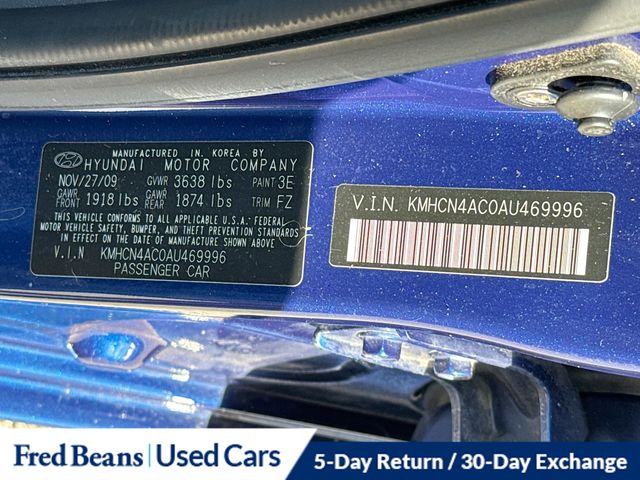 MANUFACTURED IN KOREA BY
HYUNDAI MOTOR COMPANY
NOV/27/09 GVWR 3638 lbs PAINT 3E
GAWR FRONT 1918 lbs GAWR REAR 1874 lbs TRIM FZ
THIS VEHICLE CONFORMS TO ALL APPLICABLE U.S.A. FEDERAL
MOTOR VEHICLE SAFETY, BUMPER, AND THEFT PREVENTION STANDARDS
IN EFFECT ON THE DATE OF MANUFACTURE SHOWN ABOVE
V.I.N KMHCN4AC0AU469996
PASSENGER CAR
V.I.N. KMHCN4AC0AU469996
Fred Beans | Used Cars
5-Day Return / 30-Day Exchange